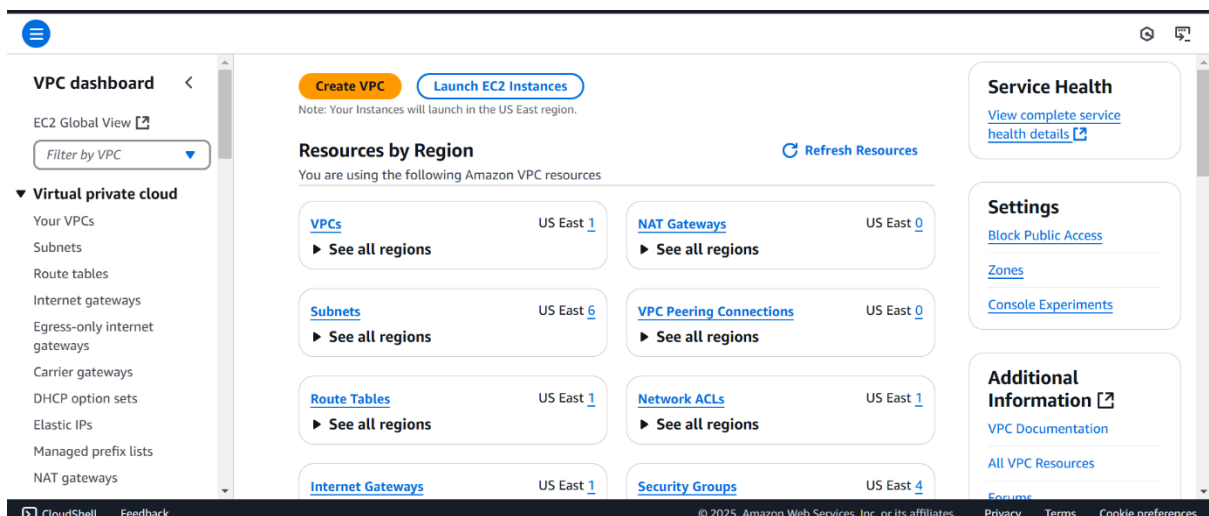 VPC dashboard
EC2 Global View
Filter by VPC
Virtual private cloud
Your VPCs
Subnets
Route tables
Internet gateways
Egress-only internet
gateways
Carrier gateways
DHCP option sets
Elastic IPs
Managed prefix lists
NAT gateways
Create VPC
Launch EC2 Instances
Note: Your Instances will launch in the US East region.
Resources by Region
Refresh Resources
You are using the following Amazon VPC resources
VPCs US East 1
See all regions
NAT Gateways US East 0
See all regions
Subnets US East 6
See all regions
VPC Peering Connections US East 0
See all regions
Route Tables US East 1
See all regions
Network ACLs US East 1
See all regions
Internet Gateways US East 1
Security Groups US East 4
Service Health
View complete service
health details
Settings
Block Public Access
Zones
Console Experiments
Additional
Information
VPC Documentation
All VPC Resources
Forums
CloudShell Feedback © 2025, Amazon Web Services, Inc. or its affiliates. Privacy Terms Cookie preferences